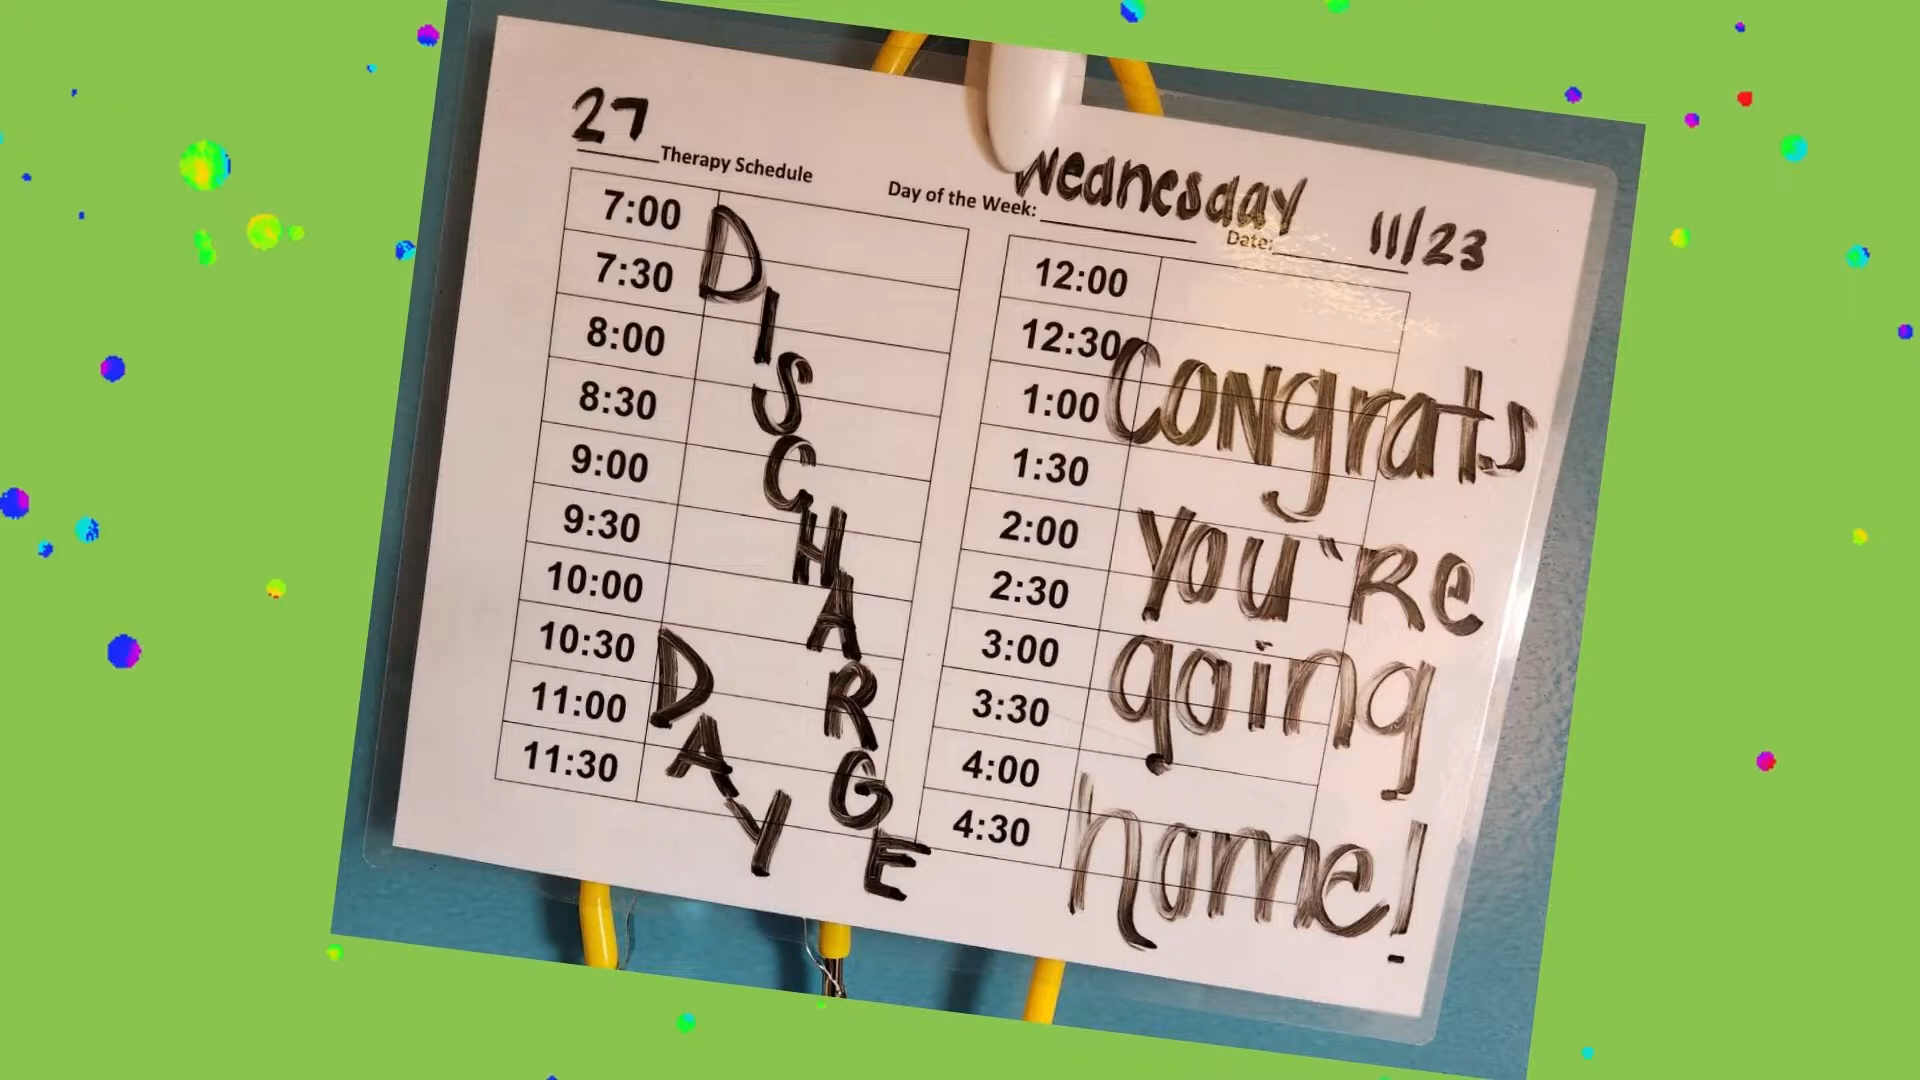 27 Therapy Schedule
Day of the Week: Wednesday Date: 11/23
7:00
7:30
8:00
8:30
9:00
9:30
10:00
10:30
11:00
11:30
DISCHARGE
DAY
12:00
12:30
1:00
1:30
2:00
2:30
3:00
3:30
4:00
4:30
Congrats
you're
going
home!